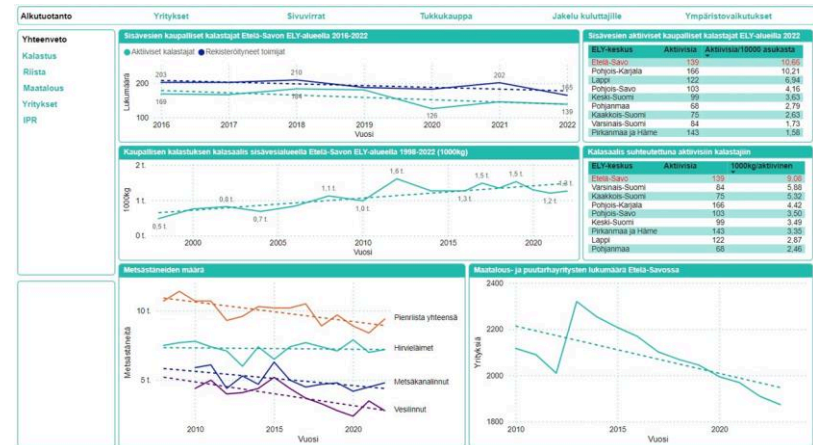 Alkutuotanto Yritykset Sivuvirrat Tukkukauppa Jakelu kuluttajille Ympäristövaikutukset
Yhteenveto
Kalastus
Riista
Maatalous
Yritykset
IPR
Sisävesien kaupalliset kalastajat Etelä-Savon ELY-alueella 2016-2022
Aktiiviset kalastajat Rekisteröityneet toimijat
Lukumäärä
200
100
203 210 202 165
169 184 126 139
2016 2017 2018 2019 2020 2021 2022
Vuosi
Sisävesien aktiiviset kaupalliset kalastajat ELY-alueella 2022
ELY-keskus Aktiivisia Aktiivisia/10000 asukasta
Etelä-Savo 139 10,66
Pohjois-Karjala 166 10,21
Lappi 122 6,94
Pohjois-Savo 103 4,16
Keski-Suomi 99 3,63
Pohjanmaa 68 2,79
Kaakkois-Suomi 75 2,63
Varsinais-Suomi 84 1,73
Pirkanmaa ja Häme 143 1,58
Kaupallisen kalastuksen kalasaalis sisävesialueella Etelä-Savon ELY-alueella 1998-2022 (1000kg)
1000kg
2 t.
1 t.
0 t.
0,5 t. 0,8 t. 0,7 t. 1,1 t. 1,0 t. 1,6 t. 1,3 t. 1,5 t. 1,5 t. 1,2 t.
2000 2005 2010 2015 2020
Vuosi
Kalasaalis suhteutettuna aktiivisiin kalastajiin
ELY-keskus Aktiivisia 1000kg/aktiivinen
Etelä-Savo 139 9,08
Varsinais-Suomi 84 5,88
Kaakkois-Suomi 75 5,32
Pohjois-Karjala 166 4,42
Pohjois-Savo 103 3,50
Keski-Suomi 99 3,49
Pirkanmaa ja Häme 143 3,35
Lappi 122 2,87
Pohjanmaa 68 2,46
Metsästäneiden määrä
Metsästäneitä
10 t.
5 t.
Pienriista yhteensä
Hirvieläimet
Metsäkanalinnut
Vesilinnut
2010 2015 2020
Vuosi
Maatalous- ja puutarhayritysten lukumäärä Etelä-Savossa
Yrityksiä
2400
2200
2000
1800
2010 2015 2020
Vuosi